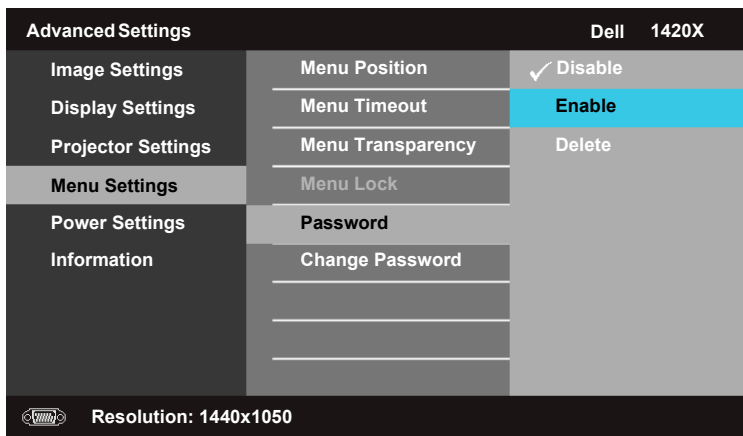 Advanced Settings Dell 1420X
Image Settings Menu Position ✓ Disable
Display Settings Menu Timeout Enable
Projector Settings Menu Transparency Delete
Menu Settings Menu Lock
Power Settings Password
Information Change Password
Resolution: 1440x1050